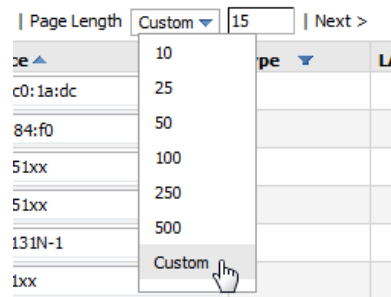 | Page Length Custom 15 | Next >
ce ype L
c0:1a:dc 10
25
84:f0
50
51xx
100
51xx
250
131N-1 500
Custom
1xx